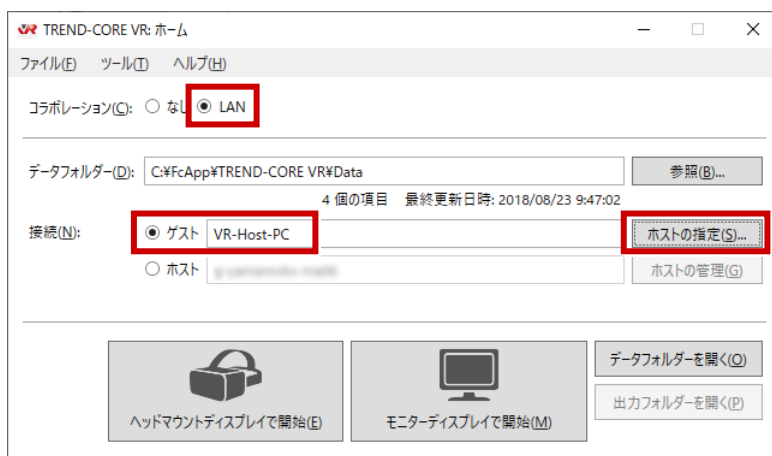 TREND-CORE VR: ホーム
ファイル(F) ツール(T) ヘルプ(H)
コラボレーション(C): なし LAN
データフォルダー(D): C:¥FcApp¥TREND-CORE VR¥Data 参照(B)...
4 個の項目 最終更新日時: 2018/08/23 9:47:02
接続(N): ゲスト VR-Host-PC ホストの指定(S)...
ホスト ホストの管理(G)
ヘッドマウントディスプレイで開始(E) モニターディスプレイで開始(M)
データフォルダーを開く(O)
出力フォルダーを開く(P)